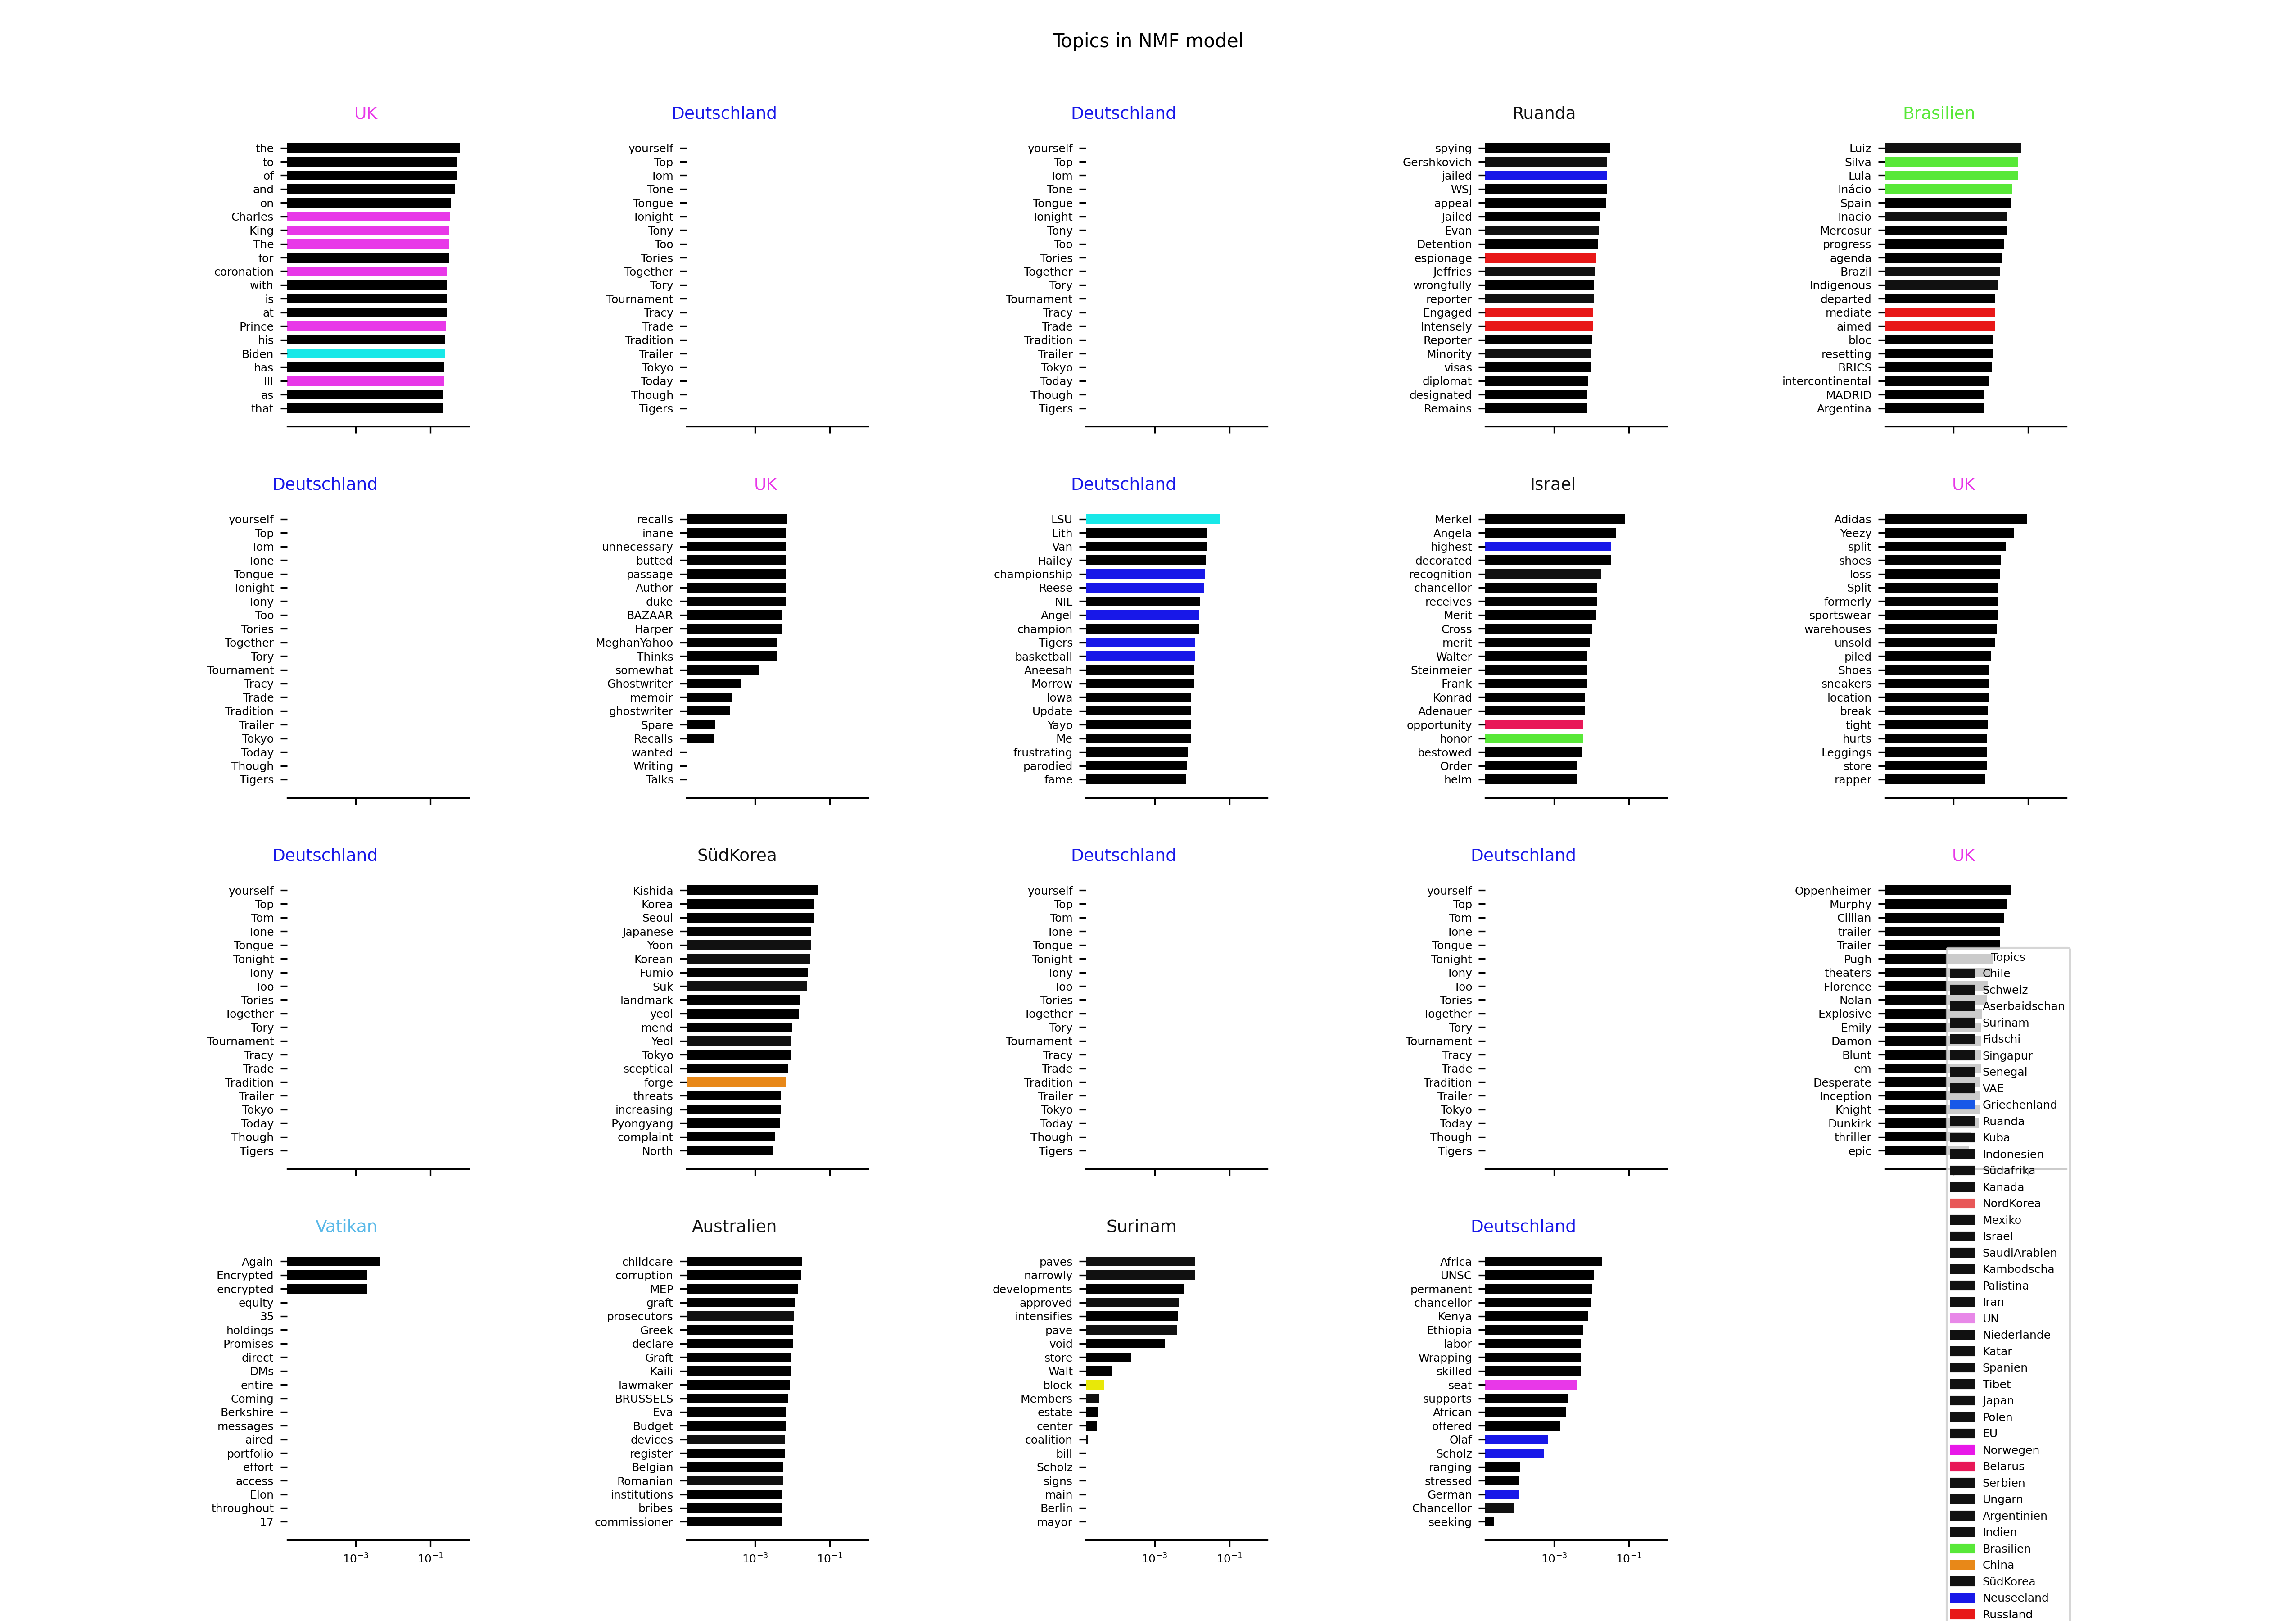 Topics in NMF model
UK
the
to
of
and
on
Charles
King
The
for
coronation
with
is
at
Prince
his
Biden
has
III
as
that
Deutschland
yourself
Top
Tom
Tone
Tongue
Tonight
Tony
Too
Tories
Together
Tory
Tournament
Tracy
Trade
Tradition
Trailer
Tokyo
Today
Though
Tigers
Deutschland
yourself
Top
Tom
Tone
Tongue
Tonight
Tony
Too
Tories
Together
Tory
Tournament
Tracy
Trade
Tradition
Trailer
Tokyo
Today
Though
Tigers
Ruanda
spying
Gershkovich
jailed
WSJ
appeal
Jailed
Evan
Detention
espionage
Jeffries
wrongfully
reporter
Engaged
Intensely
Reporter
Minority
visas
diplomat
designated
Remains
Brasilien
Luiz
Silva
Lula
Inácio
Spain
Inacio
Mercosur
progress
agenda
Brazil
Indigenous
departed
mediate
aimed
bloc
resetting
BRICS
intercontinental
MADRID
Argentina
Deutschland
yourself
Top
Tom
Tone
Tongue
Tonight
Tony
Too
Tories
Together
Tory
Tournament
Tracy
Trade
Tradition
Trailer
Tokyo
Today
Though
Tigers
UK
recalls
inane
unnecessary
butted
passage
Author
duke
BAZAAR
Harper
MeghanYahoo
Thinks
somewhat
Ghostwriter
memoir
ghostwriter
Spare
Recalls
wanted
Writing
Talks
Deutschland
LSU
Lith
Van
Hailey
championship
Reese
NIL
Angel
champion
Tigers
basketball
Aneesah
Morrow
Iowa
Update
Yayo
Me
frustrating
parodied
fame
Israel
Merkel
Angela
highest
decorated
recognition
chancellor
receives
Merit
Cross
merit
Walter
Steinmeier
Frank
Konrad
Adenauer
opportunity
honor
bestowed
Order
helm
UK
Adidas
Yeezy
split
shoes
loss
Split
formerly
sportswear
warehouses
unsold
piled
Shoes
sneakers
location
break
tight
hurts
Leggings
store
rapper
Deutschland
yourself
Top
Tom
Tone
Tongue
Tonight
Tony
Too
Tories
Together
Tory
Tournament
Tracy
Trade
Tradition
Trailer
Tokyo
Today
Though
Tigers
SüdKorea
Kishida
Korea
Seoul
Japanese
Yoon
Korean
Fumio
Suk
landmark
yeol
mend
Yeol
Tokyo
sceptical
forge
threats
increasing
Pyongyang
complaint
North
Deutschland
yourself
Top
Tom
Tone
Tongue
Tonight
Tony
Too
Tories
Together
Tory
Tournament
Tracy
Trade
Tradition
Trailer
Tokyo
Today
Though
Tigers
Deutschland
yourself
Top
Tom
Tone
Tongue
Tonight
Tony
Too
Tories
Together
Tory
Tournament
Tracy
Trade
Tradition
Trailer
Tokyo
Today
Though
Tigers
UK
Oppenheimer
Murphy
Cillian
trailer
Trailer
Pugh
theaters
Florence
Nolan
Explosive
Emily
Damon
Blunt
em
Desperate
Inception
Knight
Dunkirk
thriller
epic
Vatikan
Again
Encrypted
encrypted
equity
35
holdings
Promises
direct
DMs
entire
Coming
Berkshire
messages
aired
portfolio
effort
access
Elon
throughout
17
10⁻³ 10⁻¹
Australien
childcare
corruption
MEP
graft
prosecutors
Greek
declare
Graft
Kaili
lawmaker
BRUSSELS
Eva
Budget
devices
register
Belgian
Romanian
institutions
bribes
commissioner
10⁻³ 10⁻¹
Surinam
paves
narrowly
developments
approved
intensifies
pave
void
store
Walt
block
Members
estate
center
coalition
bill
Scholz
signs
main
Berlin
mayor
10⁻³ 10⁻¹
Deutschland
Africa
UNSC
permanent
chancellor
Kenya
Ethiopia
labor
Wrapping
skilled
seat
supports
African
offered
Olaf
Scholz
ranging
stressed
German
Chancellor
seeking
10⁻³ 10⁻¹
Topics
Chile
Schweiz
Aserbaidschan
Surinam
Fidschi
Singapur
Senegal
VAE
Griechenland
Ruanda
Kuba
Indonesien
Südafrika
Kanada
NordKorea
Mexiko
Israel
SaudiArabien
Kambodscha
Palistina
Iran
UN
Niederlande
Katar
Spanien
Tibet
Japan
Polen
EU
Norwegen
Belarus
Serbien
Ungarn
Argentinien
Indien
Brasilien
China
SüdKorea
Neuseeland
Russland